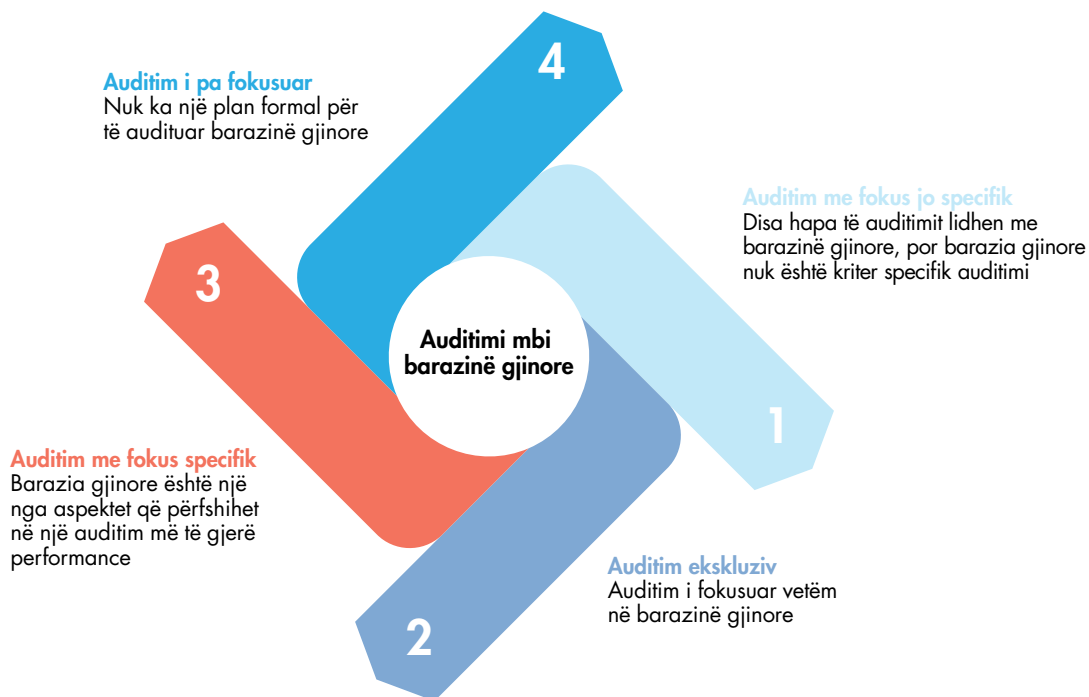 4
Auditim i pa fokusuar
Nuk ka një plan formal për
të audituar barazinë gjinore
Auditim me fokus jo specifik
Disa hapa të auditimit lidhen me
barazinë gjinore, por barazia gjinore
nuk është kriter specifik auditimi
3
Auditimi mbi
barazinë gjinore
1
Auditim me fokus specifik
Barazia gjinore është një
nga aspektet që përfshihet
në një auditim më të gjerë
performance
Auditim ekskluziv
Auditim i fokusuar vetëm
në barazinë gjinore
2